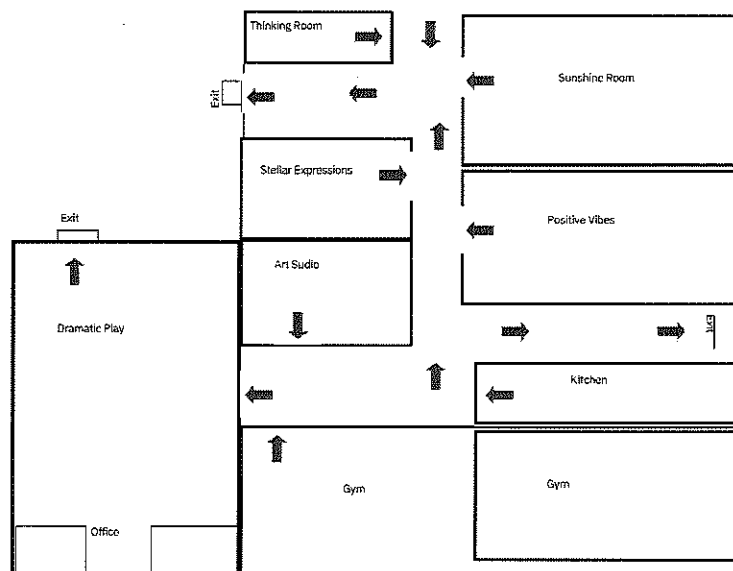 Thinking Room
Sunshine Room
Exit
Stellar Expressions
Positive Vibes
Exit
Art Sudio
Dramatic Play
Exit
Kitchen
Gym
Gym
Office